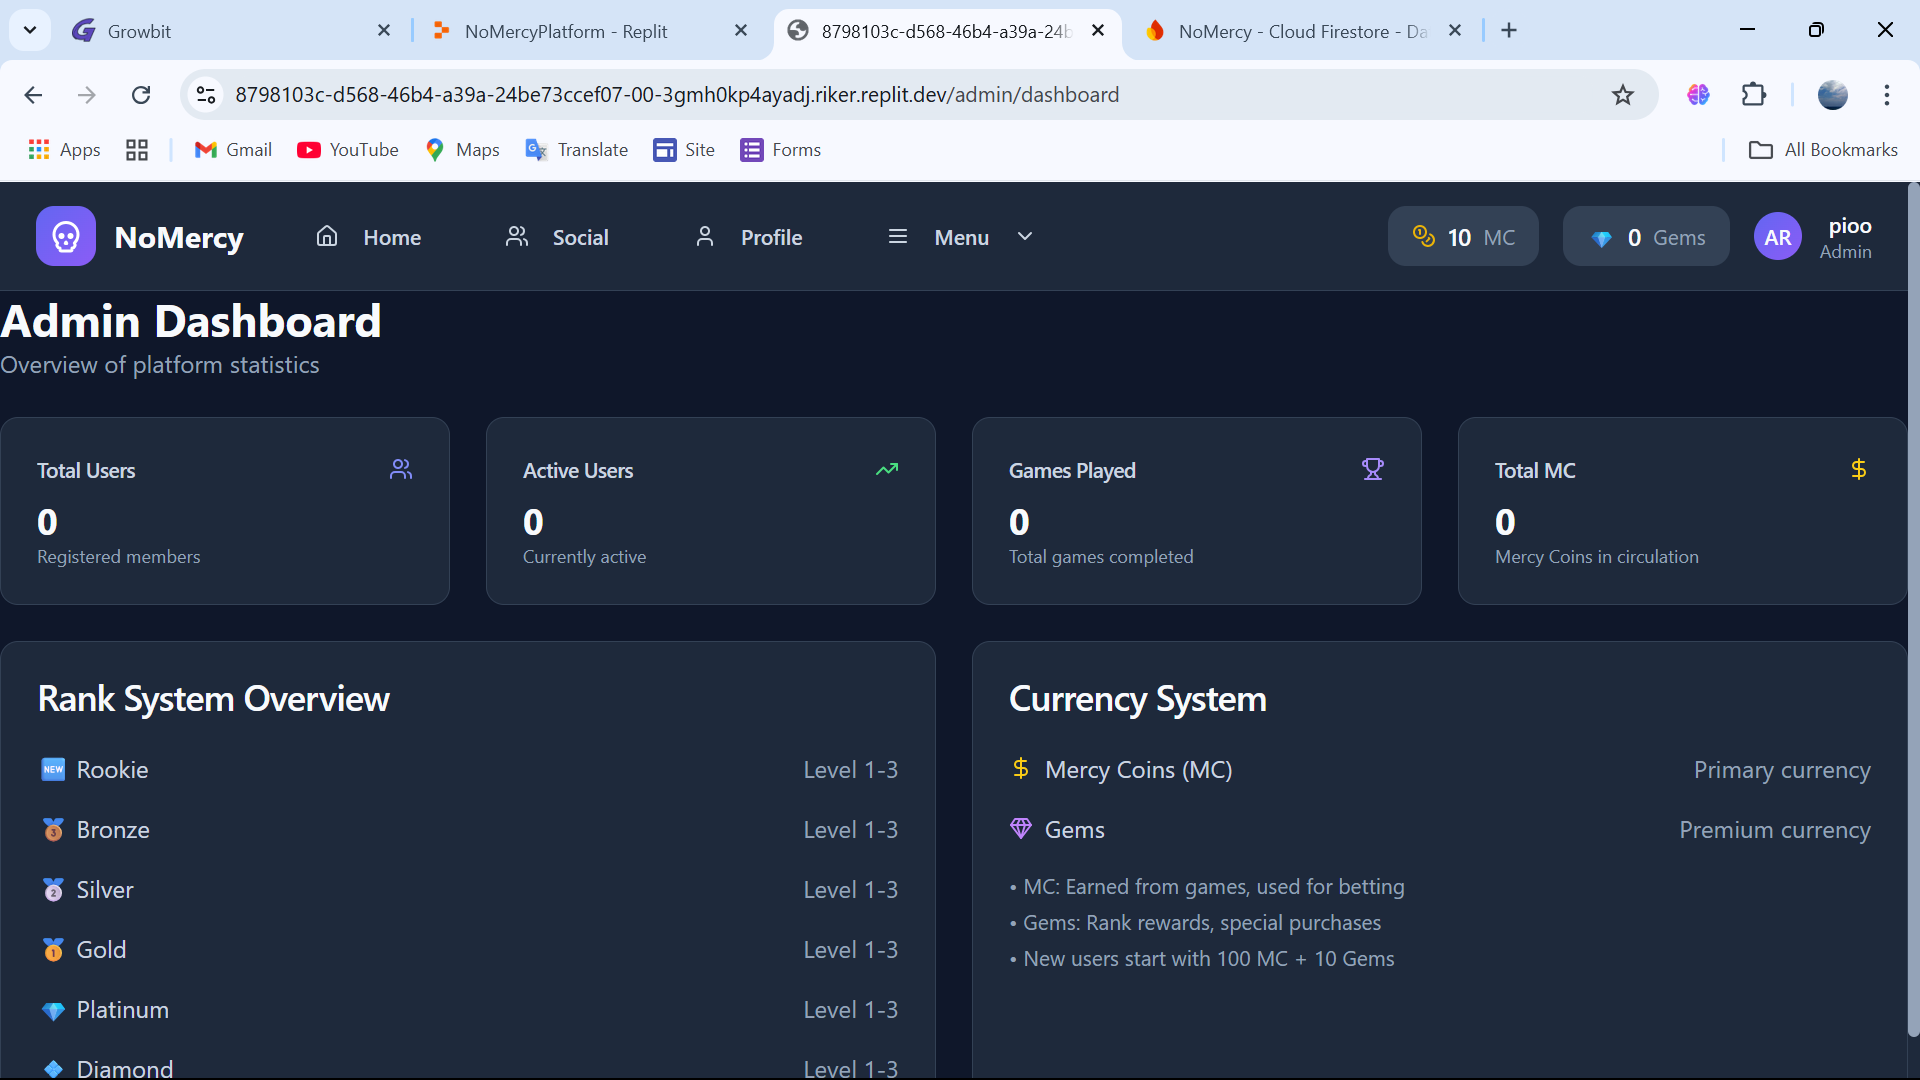 Growbit
NoMercyPlatform - Replit
8798103c-d568-46b4-a39a-24b
NoMercy - Cloud Firestore - Da
8798103c-d568-46b4-a39a-24be73ccef07-00-3gmh0kp4ayadj.riker.replit.dev/admin/dashboard
Apps
Gmail
YouTube
Maps
Translate
Site
Forms
All Bookmarks
NoMercy
Home
Social
Profile
Menu
10 MC
0 Gems
AR
pioo
Admin
Admin Dashboard
Overview of platform statistics
Total Users
0
Registered members
Active Users
0
Currently active
Games Played
0
Total games completed
Total MC
0
Mercy Coins in circulation
Rank System Overview
NEW Rookie Level 1-3
3 Bronze Level 1-3
2 Silver Level 1-3
1 Gold Level 1-3
Platinum Level 1-3
Diamond Level 1-3
Currency System
Mercy Coins (MC) Primary currency
Gems Premium currency
• MC: Earned from games, used for betting
• Gems: Rank rewards, special purchases
• New users start with 100 MC + 10 Gems